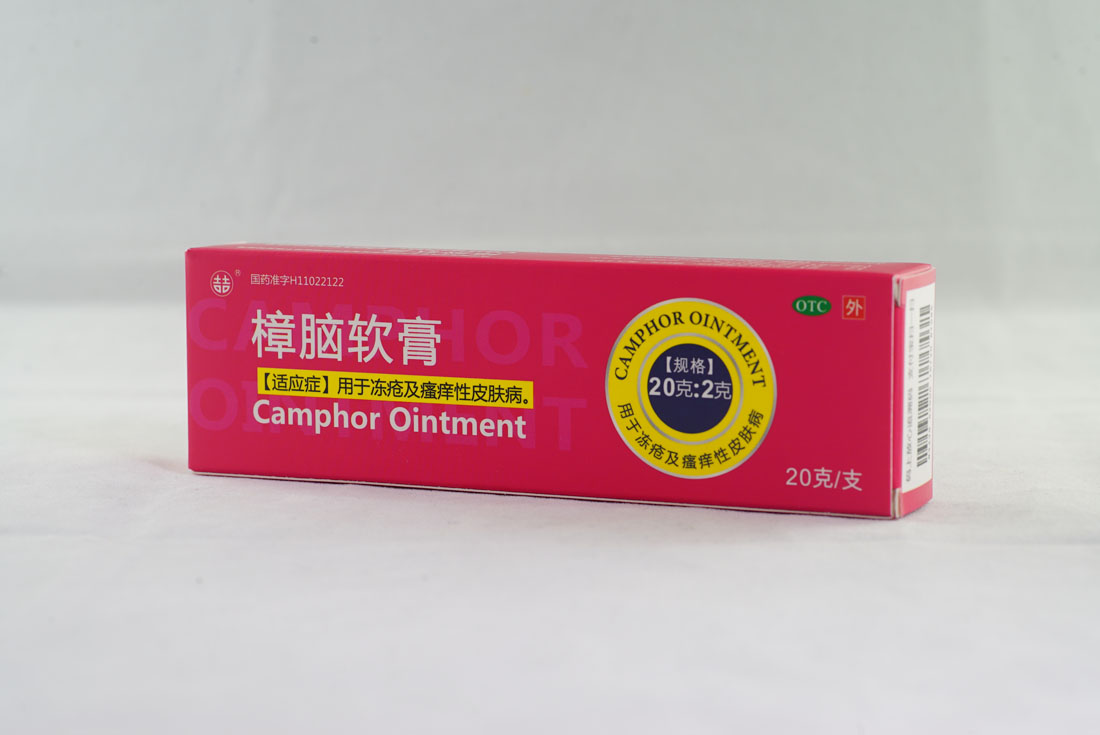 国药准字H11022122
CAMPHOR
OINTMENT
樟脑软膏
【适应症】用于冻疮及瘙痒性皮肤病。
Camphor Ointment
CAMPHOR OINTMENT
【规格】
20克:2克
用于冻疮及瘙痒性皮肤病
OTC
外
20克/支